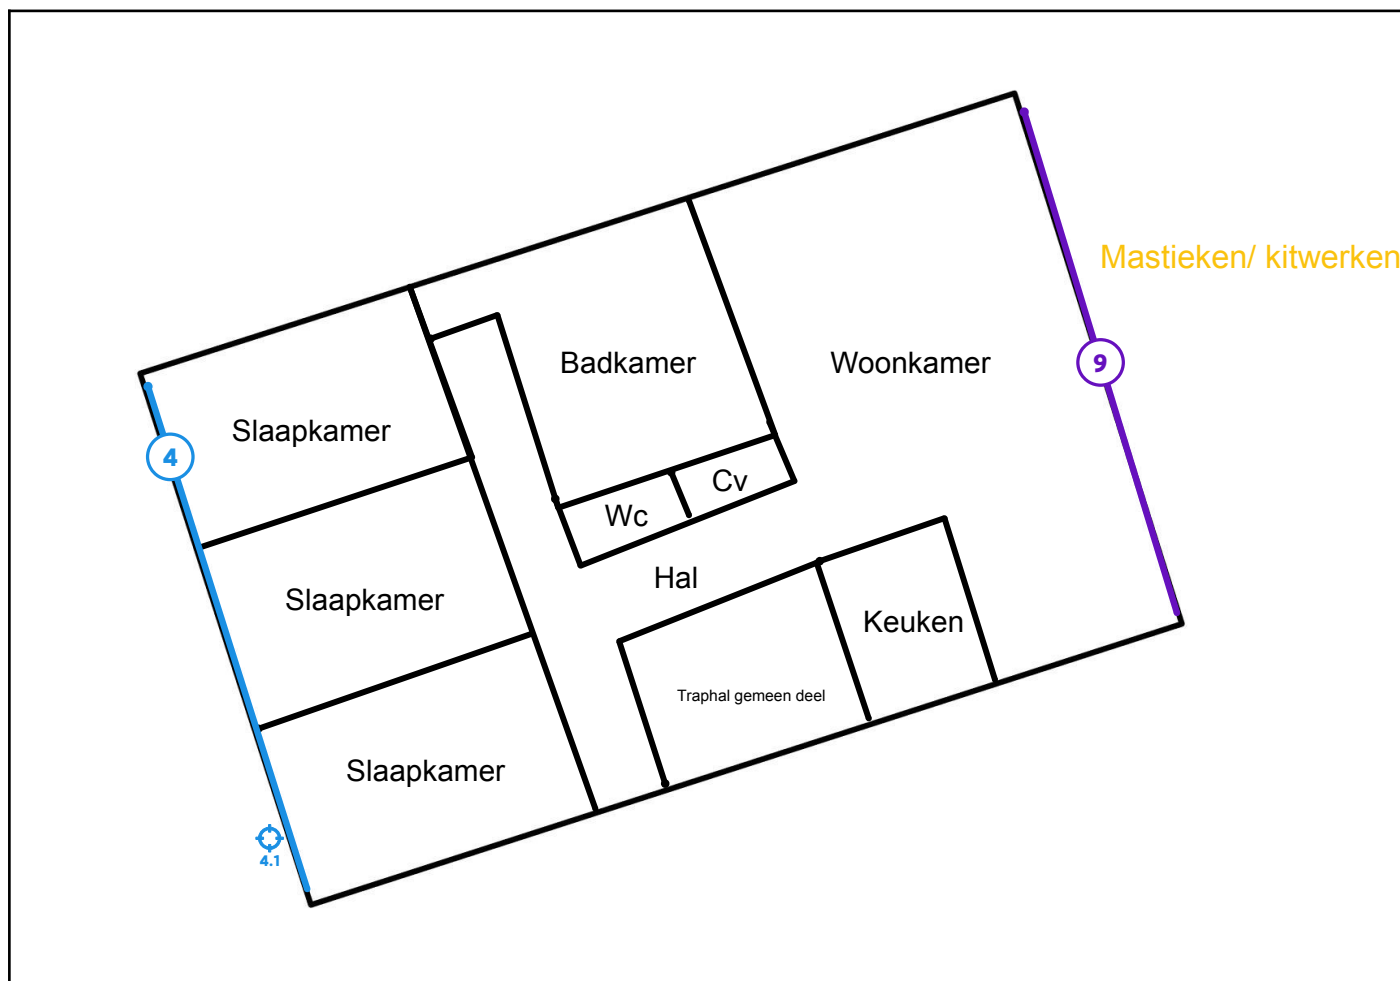 Mastieken/ kitwerken
Badkamer
Woonkamer
9
Slaapkamer
4
Cv
Wc
Hal
Slaapkamer
Keuken
Traphal gemeen deel
Slaapkamer
4.1